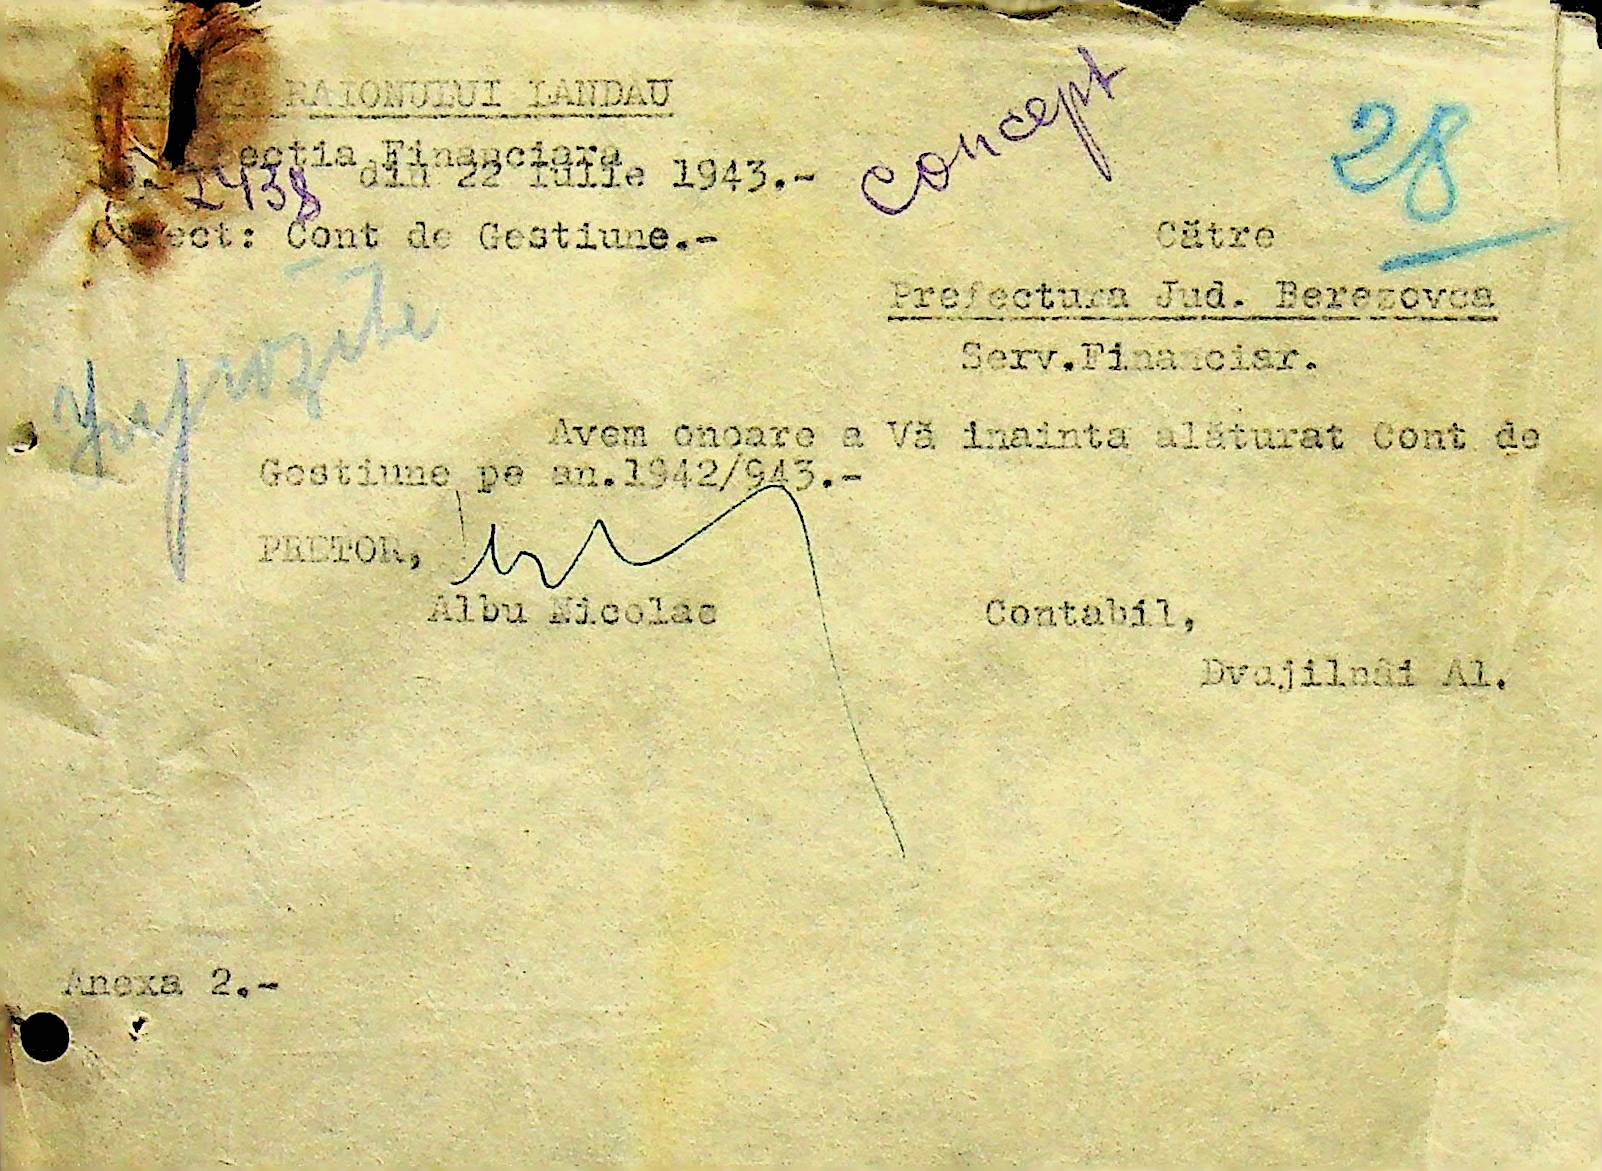 RAIONULUI LANDAU
ectia Financiara
2438 din 22 Iulie 1943.-
concept
28
ect: Cont de Gestiune.-
Către
Prefectura Jud. Berezovca
Serv.Financiar.
Avem onoare a Vă inainta alăturat Cont de
Gestiune pe an.1942/943.-
PRETOR,
Albu Nicolae
Contabil,
Dvojilnâi Al.
Anexa 2.-